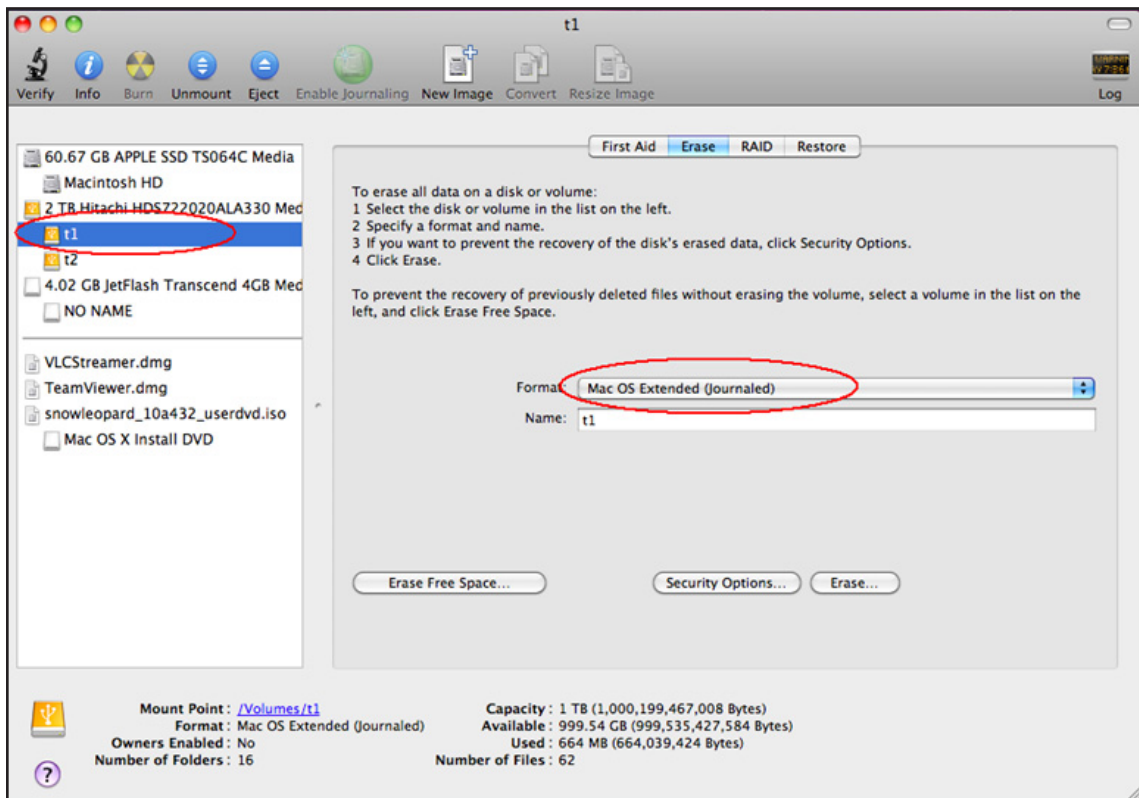 t1
Verify Info Burn Unmount Eject Enable Journaling New Image Convert Resize Image Log
60.67 GB APPLE SSD TS064C Media
Macintosh HD
2 TB Hitachi HDS722020ALA330 Med
t1
t2
4.02 GB JetFlash Transcend 4GB Med
NO NAME
VLCStreamer.dmg
TeamViewer.dmg
snowleopard_10a432_userdvd.iso
Mac OS X Install DVD
First Aid Erase RAID Restore
To erase all data on a disk or volume:
1 Select the disk or volume in the list on the left.
2 Specify a format and name.
3 If you want to prevent the recovery of the disk's erased data, click Security Options.
4 Click Erase.
To prevent the recovery of previously deleted files without erasing the volume, select a volume in the list on the
left, and click Erase Free Space.
Format: Mac OS Extended (Journaled)
Name: t1
Erase Free Space... Security Options... Erase...
Mount Point : /Volumes/t1 Capacity : 1 TB (1,000,199,467,008 Bytes)
Format : Mac OS Extended (Journaled) Available : 999.54 GB (999,535,427,584 Bytes)
Owners Enabled : No Used : 664 MB (664,039,424 Bytes)
Number of Folders : 16 Number of Files : 62
?